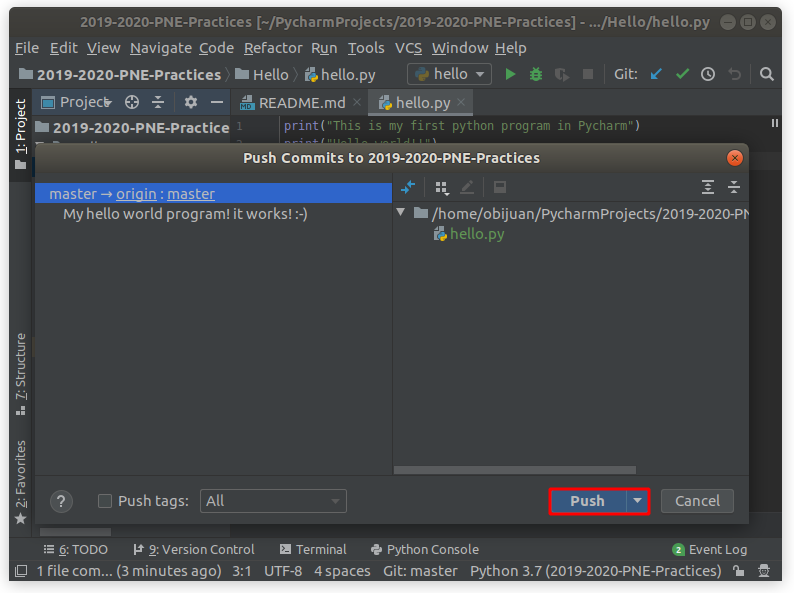 2019-2020-PNE-Practices [~/PycharmProjects/2019-2020-PNE-Practices] - .../Hello/hello.py
File Edit View Navigate Code Refactor Run Tools VCS Window Help
2019-2020-PNE-Practices Hello hello.py hello Git:
1: Project
Project README.md hello.py
2019-2020-PNE-Practice 1 print("This is my first python program in Pycharm")
Push Commits to 2019-2020-PNE-Practices
master → origin : master
My hello world program! it works! :-)
/home/obijuan/PycharmProjects/2019-2020-PN
hello.py
7: Structure
2: Favorites
? Push tags: All Push Cancel
6: TODO 9: Version Control Terminal Python Console 2 Event Log
1 file com... (3 minutes ago) 3:1 UTF-8 4 spaces Git: master Python 3.7 (2019-2020-PNE-Practices)